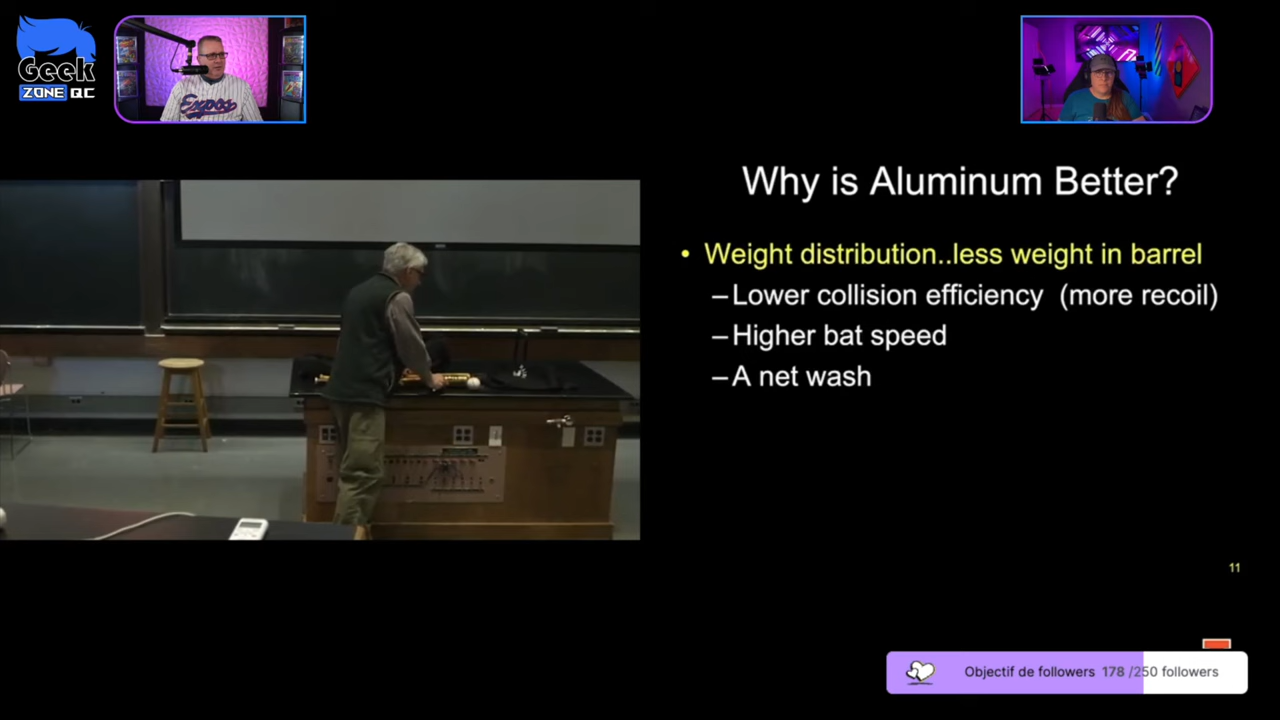 Geek
ZONE QC
Expos
Why is Aluminum Better?
• Weight distribution..less weight in barrel
–Lower collision efficiency (more recoil)
–Higher bat speed
–A net wash
11
Objectif de followers 178 /250 followers